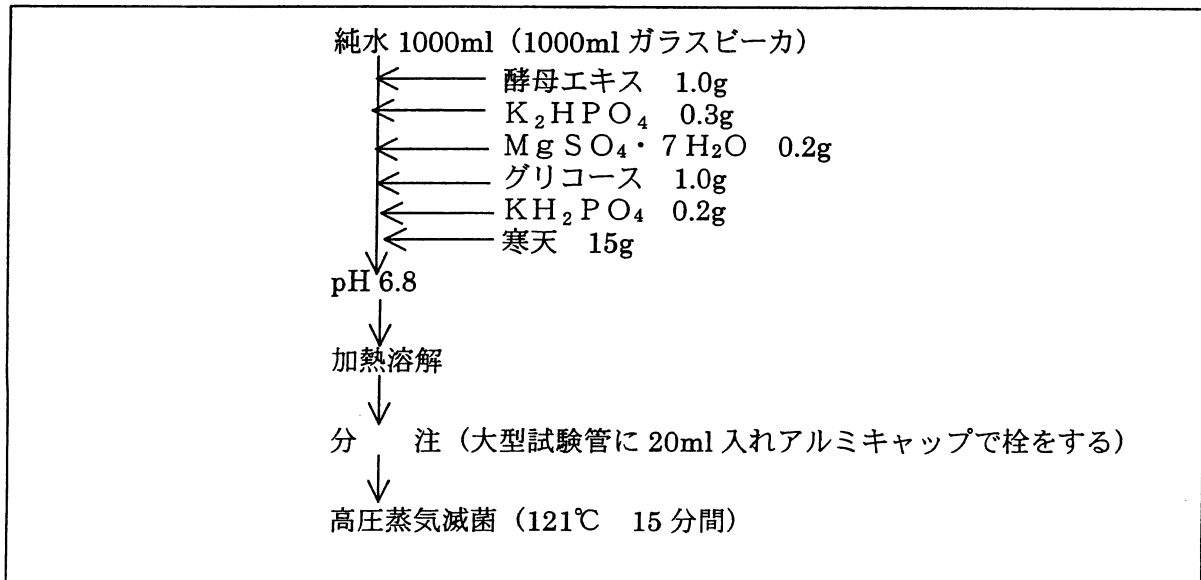 純水 1000ml（1000ml ガラスビーカ）
酵母エキス　1.0g
K₂HPO₄　0.3g
MgSO₄・7H₂O　0.2g
グリコース　1.0g
KH₂PO₄　0.2g
寒天　15g
pH 6.8
加熱溶解
分　　注（大型試験管に 20ml 入れアルミキャップで栓をする）
高圧蒸気滅菌（121℃　15 分間）